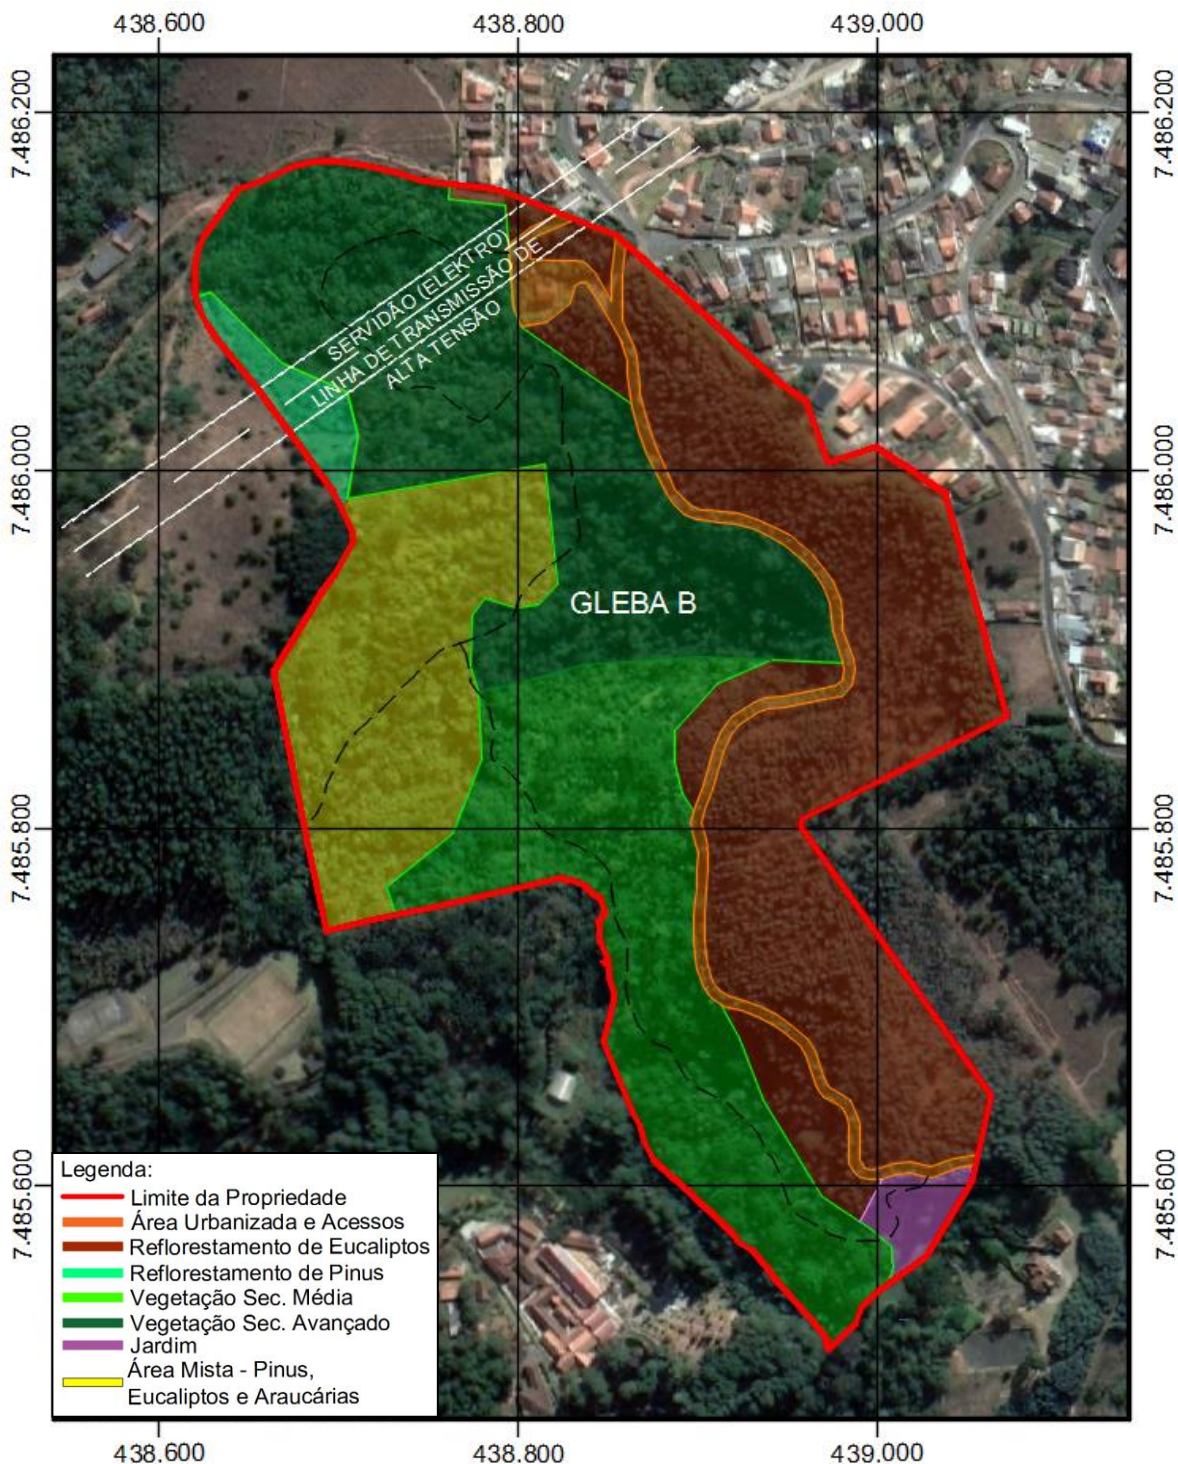 438.600 438.800 439.000
7.486.200 7.486.200
SERVIDÃO (ELEKTRO)
LINHA DE TRANSMISSÃO DE
ALTA TENSÃO
7.486.000 7.486.000
GLEBA B
7.485.800 7.485.800
7.485.600 7.485.600
Legenda:
Limite da Propriedade
Área Urbanizada e Acessos
Reflorestamento de Eucaliptos
Reflorestamento de Pinus
Vegetação Sec. Média
Vegetação Sec. Avançado
Jardim
Área Mista - Pinus,
Eucaliptos e Araucárias
438.600 438.800 439.000